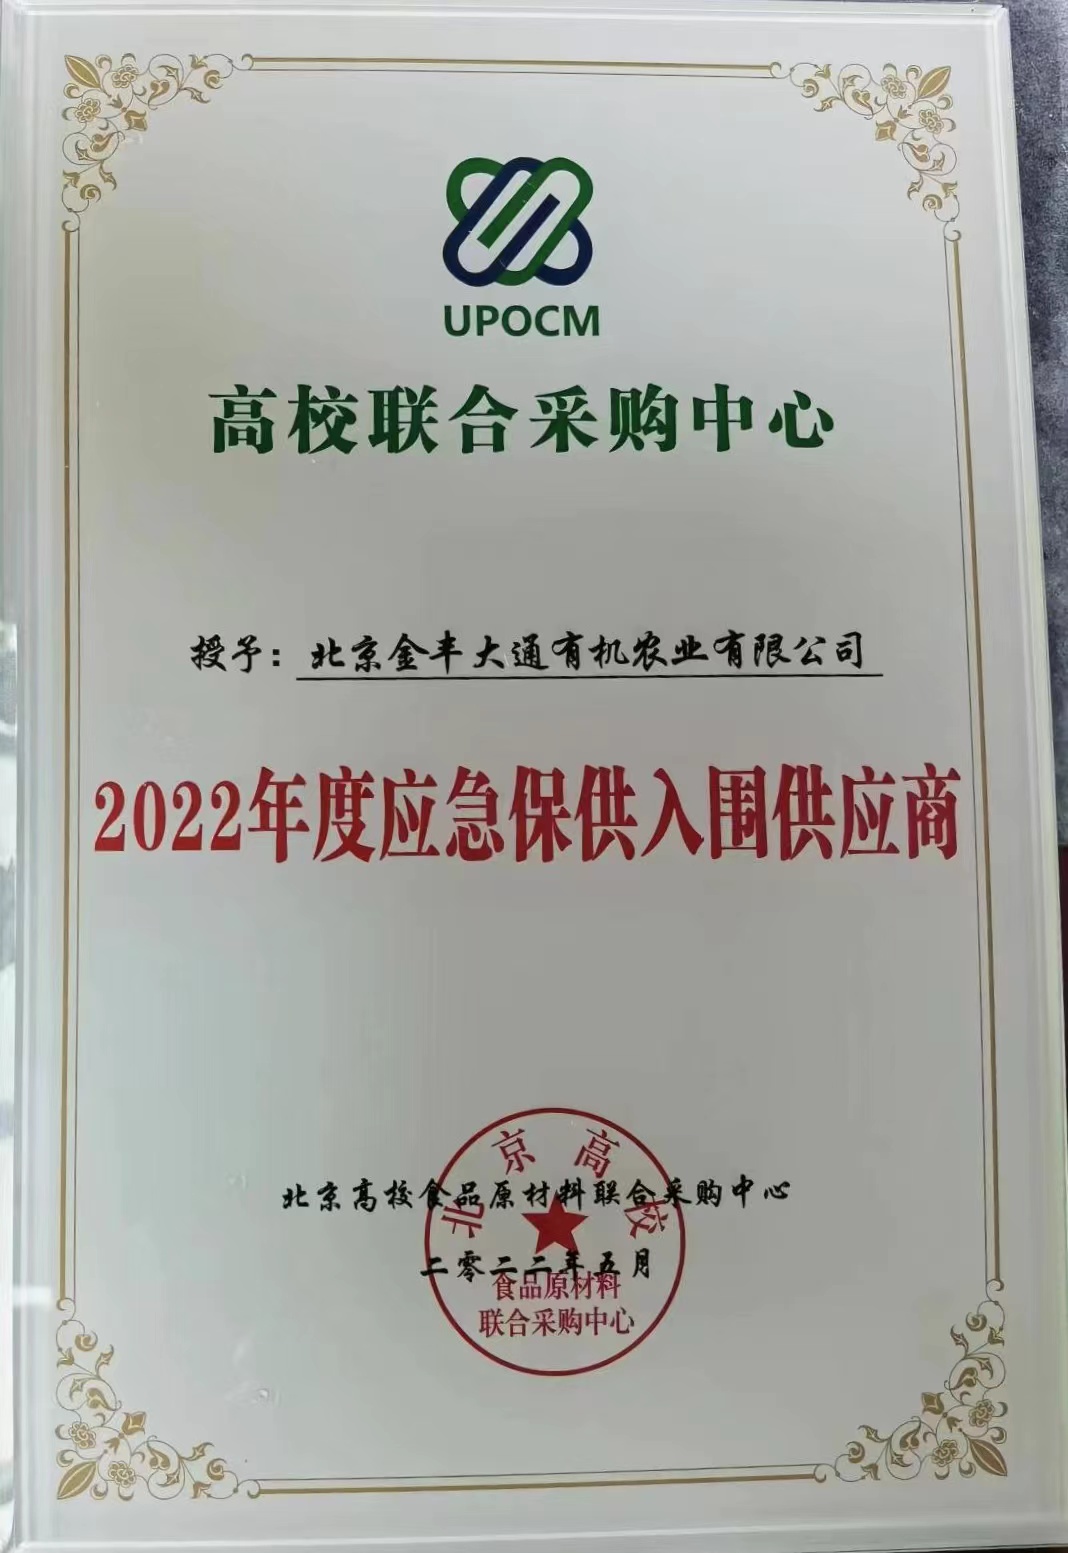 UPOCM
高校联合采购中心
授予：北京金丰大通有机农业有限公司
2022年度应急保供入围供应商
北京高校食品原材料联合采购中心
二零二二年五月
北京高校
食品原材料
联合采购中心